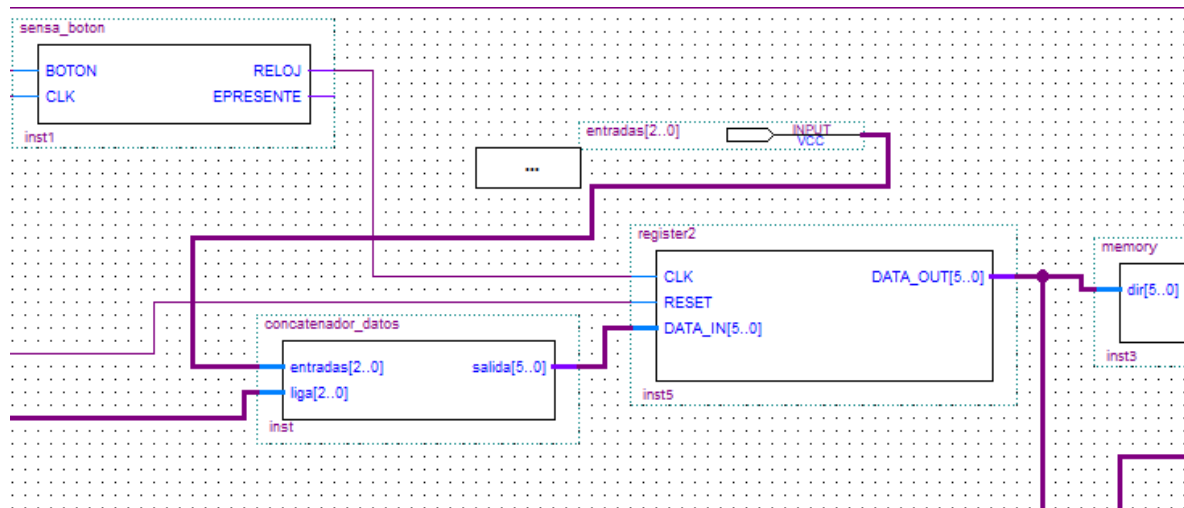 sensa_boton
BOTON RELOJ
CLK EPRESENTE
inst1
entradas[2..0] INPUT
VCC
...
register2
CLK DATA_OUT[5..0]
RESET
DATA_IN[5..0]
inst5
memory
dir[5..0]
inst3
concatenador_datos
entradas[2..0] salida[5..0]
liga[2..0]
inst